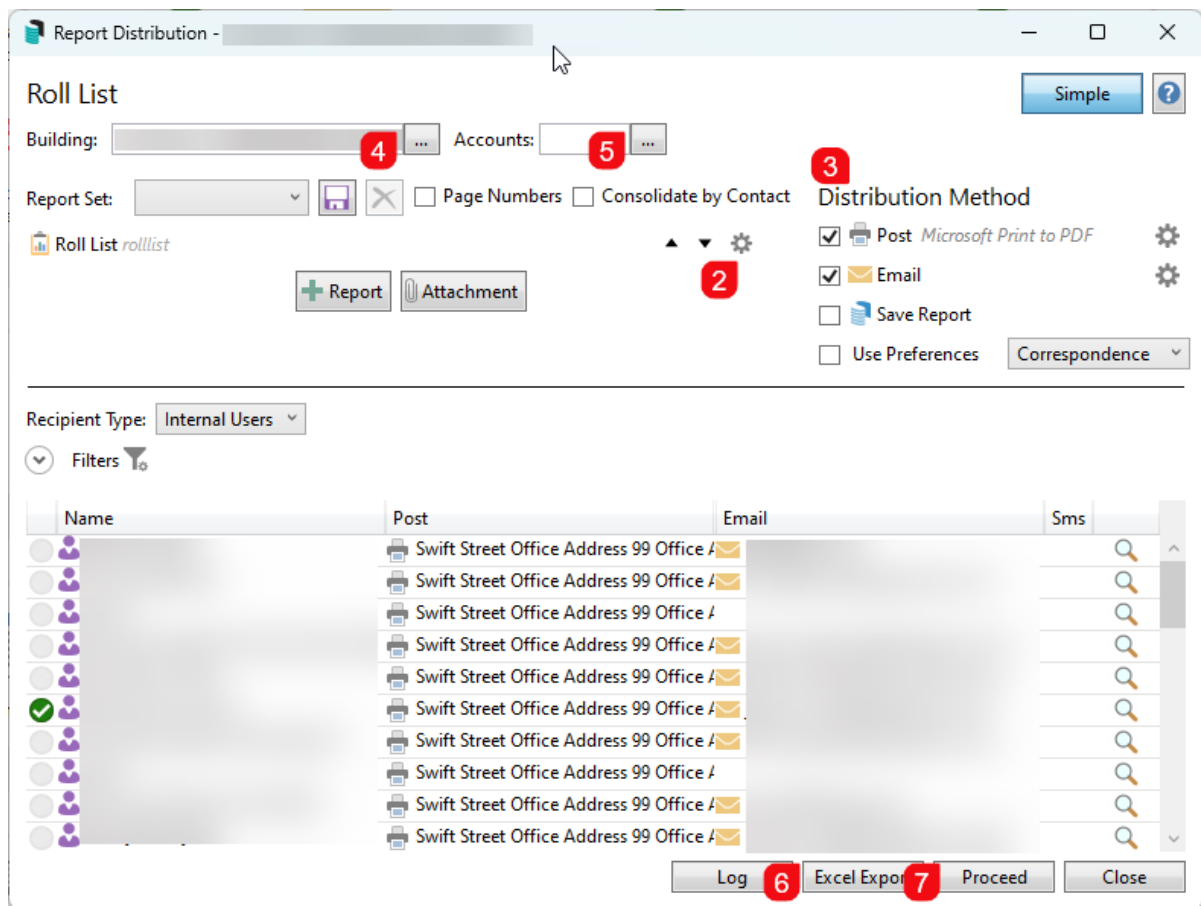 Report Distribution -
Roll List
Simple
?
Building:
4
...
Accounts:
5
...
3
Report Set:
Page Numbers
Consolidate by Contact
Distribution Method
Roll List rolllist
Post Microsoft Print to PDF
2
Report
Attachment
Email
Save Report
Use Preferences
Correspondence
Recipient Type:
Internal Users
Filters
Name Post Email Sms
Swift Street Office Address 99 Office
Swift Street Office Address 99 Office
Swift Street Office Address 99 Office
Swift Street Office Address 99 Office
Swift Street Office Address 99 Office
Swift Street Office Address 99 Office
Swift Street Office Address 99 Office
Swift Street Office Address 99 Office
Swift Street Office Address 99 Office
Swift Street Office Address 99 Office
Log 6 Excel Expor 7 Proceed Close